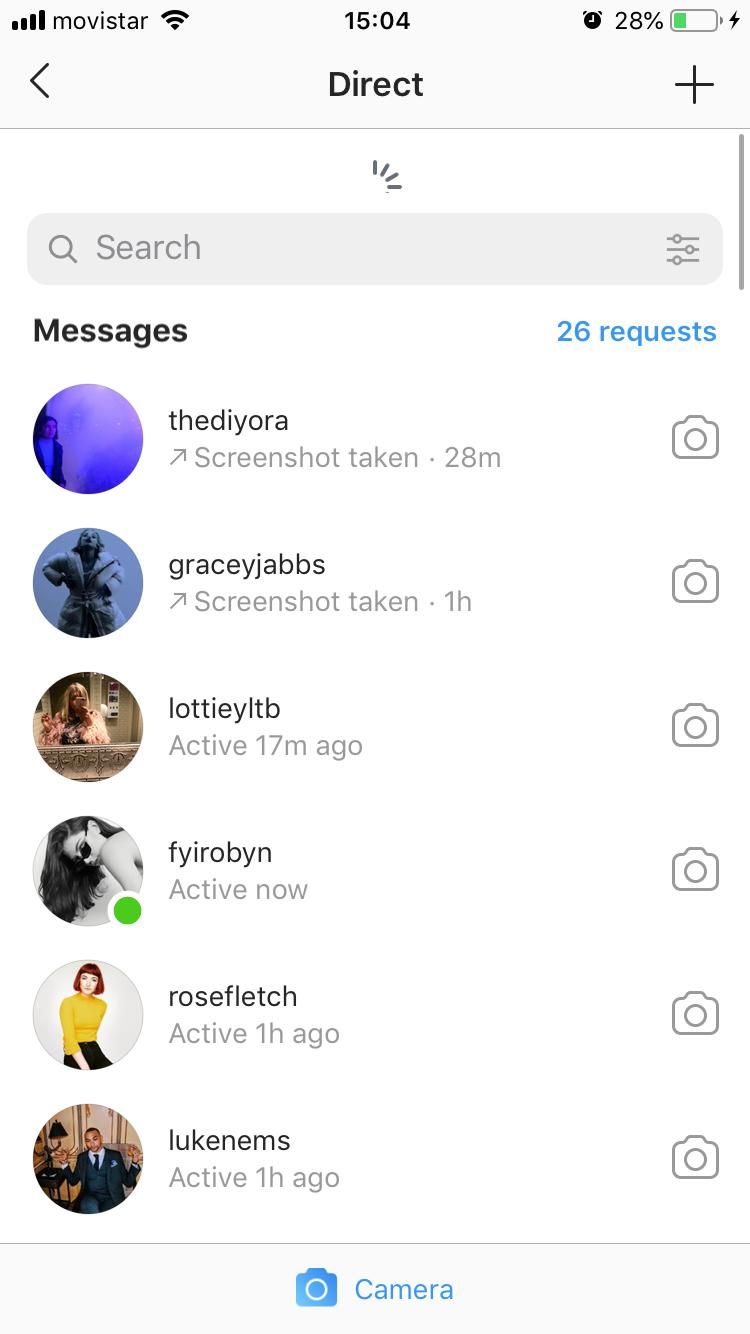 movistar 15:04 28%
Direct
Search
Messages 26 requests
thediyora
Screenshot taken · 28m
graceyjabbs
Screenshot taken · 1h
lottieyltb
Active 17m ago
fyirobyn
Active now
rosefletch
Active 1h ago
lukenems
Active 1h ago
Camera